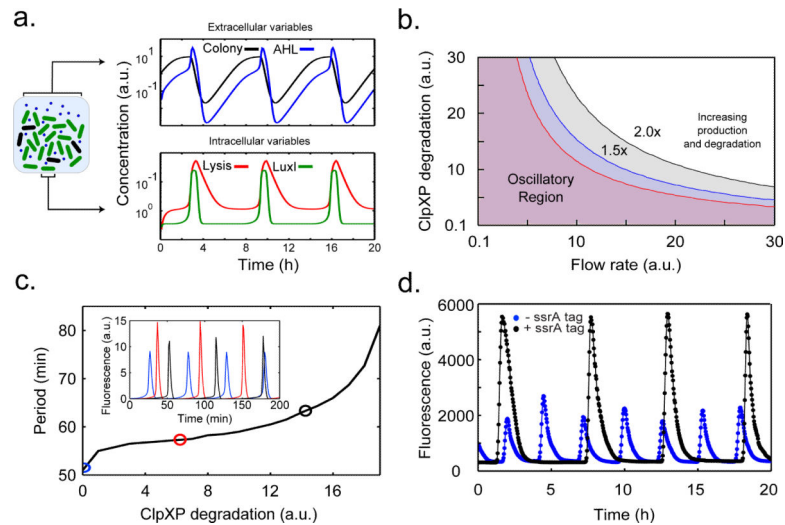 a.
Extracellular variables
Colony
AHL
10¹
10⁻¹
Concentration (a.u.)
Intracellular variables
Lysis
LuxI
10⁻¹
10⁰
0 4 8 12 16 20
Time (h)
b.
ClpXP degradation (a.u.)
30
20
10
0.1
2.0x
1.5x
Increasing
production
and degradation
Oscillatory
Region
0.1 10 20 30
Flow rate (a.u.)
c.
Period (min)
80
70
60
50
Fluorescence (a.u.)
15
10
5
0
0 50 100 150 200
Time (min)
0 4 8 12 16
ClpXP degradation (a.u.)
d.
Fluorescence (a.u.)
6000
4000
2000
0
- ssrA tag
+ ssrA tag
0 5 10 15 20
Time (h)